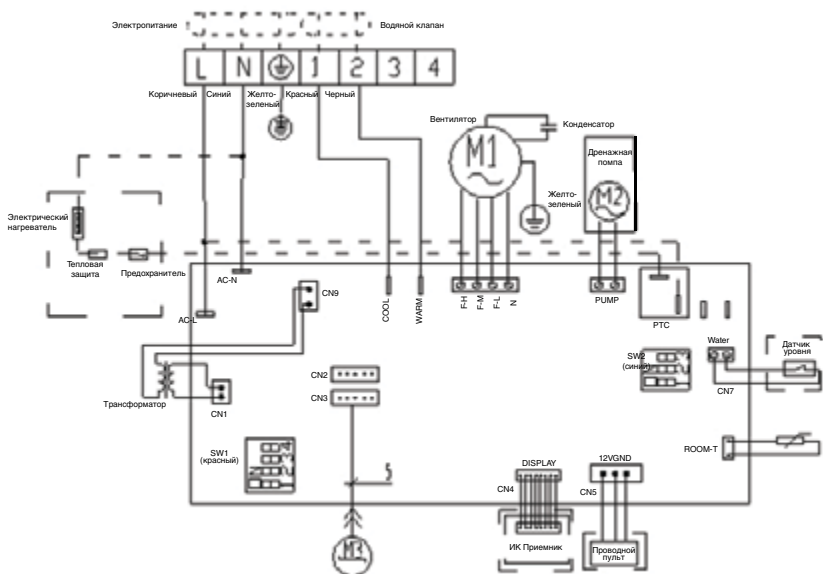 Электропитание
Водяной клапан
L N 1 2 3 4
Коричневый Синий
Желто-
зеленый
Красный Черный
Вентилятор
M1
Конденсатор
Желто-
зеленый
Дренажная
помпа
M2
Электрический
нагреватель
Тепловая
защита
Предохранитель
AC-N
AC-L
CN9
COOL
WARM
F-H
F-M
F-L
N
PUMP
PTC
Water
CN7
Датчик
уровня
SW2
(синий)
23
Трансформатор
CN1
CN2
CN3
SW1
(красный)
5
M3
ROOM-T
DISPLAY
CN4
ИК Приемник
12VGND
CN5
Проводной
пульт